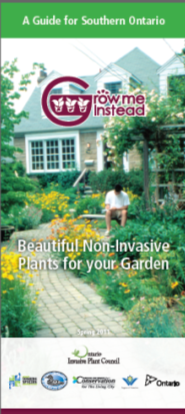 A Guide for Southern Ontario
Grow me
Instead
Beautiful Non-Invasive
Plants for your Garden
Ontario
Invasive Plant Council
Conservation
Ontario